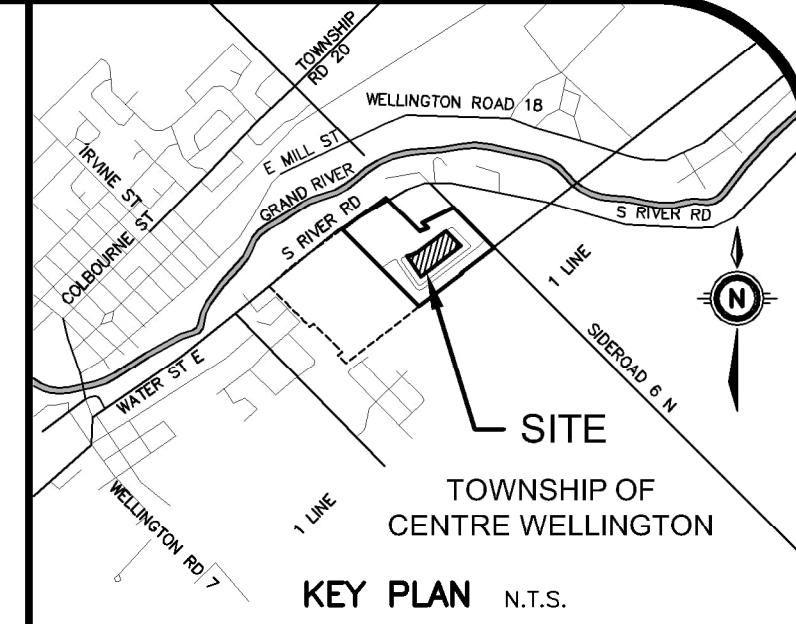 TOWNSHIP
RD 20
WELLINGTON ROAD 18
E MILL ST
IRVINE ST
GRAND RIVER
COLBOURNE ST
S RIVER RD
S RIVER RD
1 LINE
N
SIDEROAD 6 N
WATER ST E
SITE
TOWNSHIP OF
CENTRE WELLINGTON
WELLINGTON RD 7
1 LINE
KEY PLAN N.T.S.